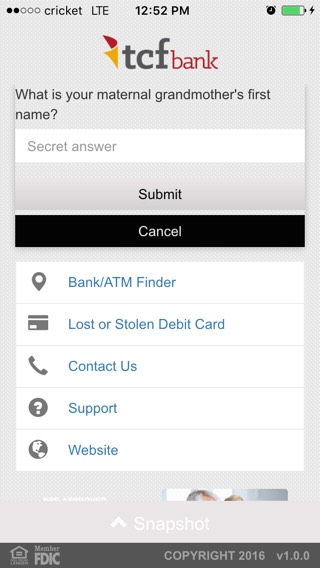 cricket LTE 12:52 PM
tcf bank
What is your maternal grandmother's first
name?
Secret answer
Submit
Cancel
Bank/ATM Finder
Lost or Stolen Debit Card
Contact Us
Support
Website
Snapshot
Member
FDIC
COPYRIGHT 2016 v1.0.0